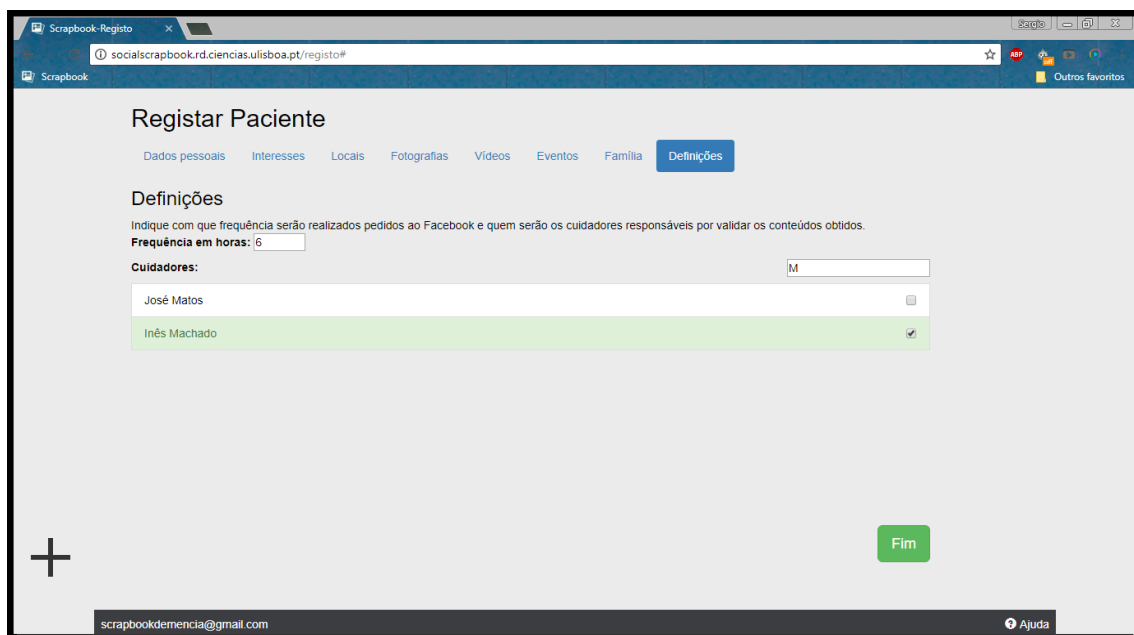 Scrapbook-Registo
Sergio
socialscrapbook.rd.ciencias.ulisboa.pt/registo#
ABP
off
Scrapbook
Outros favoritos
Registar Paciente
Dados pessoais Interesses Locais Fotografias Vídeos Eventos Família Definições
Definições
Indique com que frequência serão realizados pedidos ao Facebook e quem serão os cuidadores responsáveis por validar os conteúdos obtidos.
Frequência em horas: 6
Cuidadores: M
José Matos
Inês Machado
Fim
scrapbookdemencia@gmail.com Ajuda